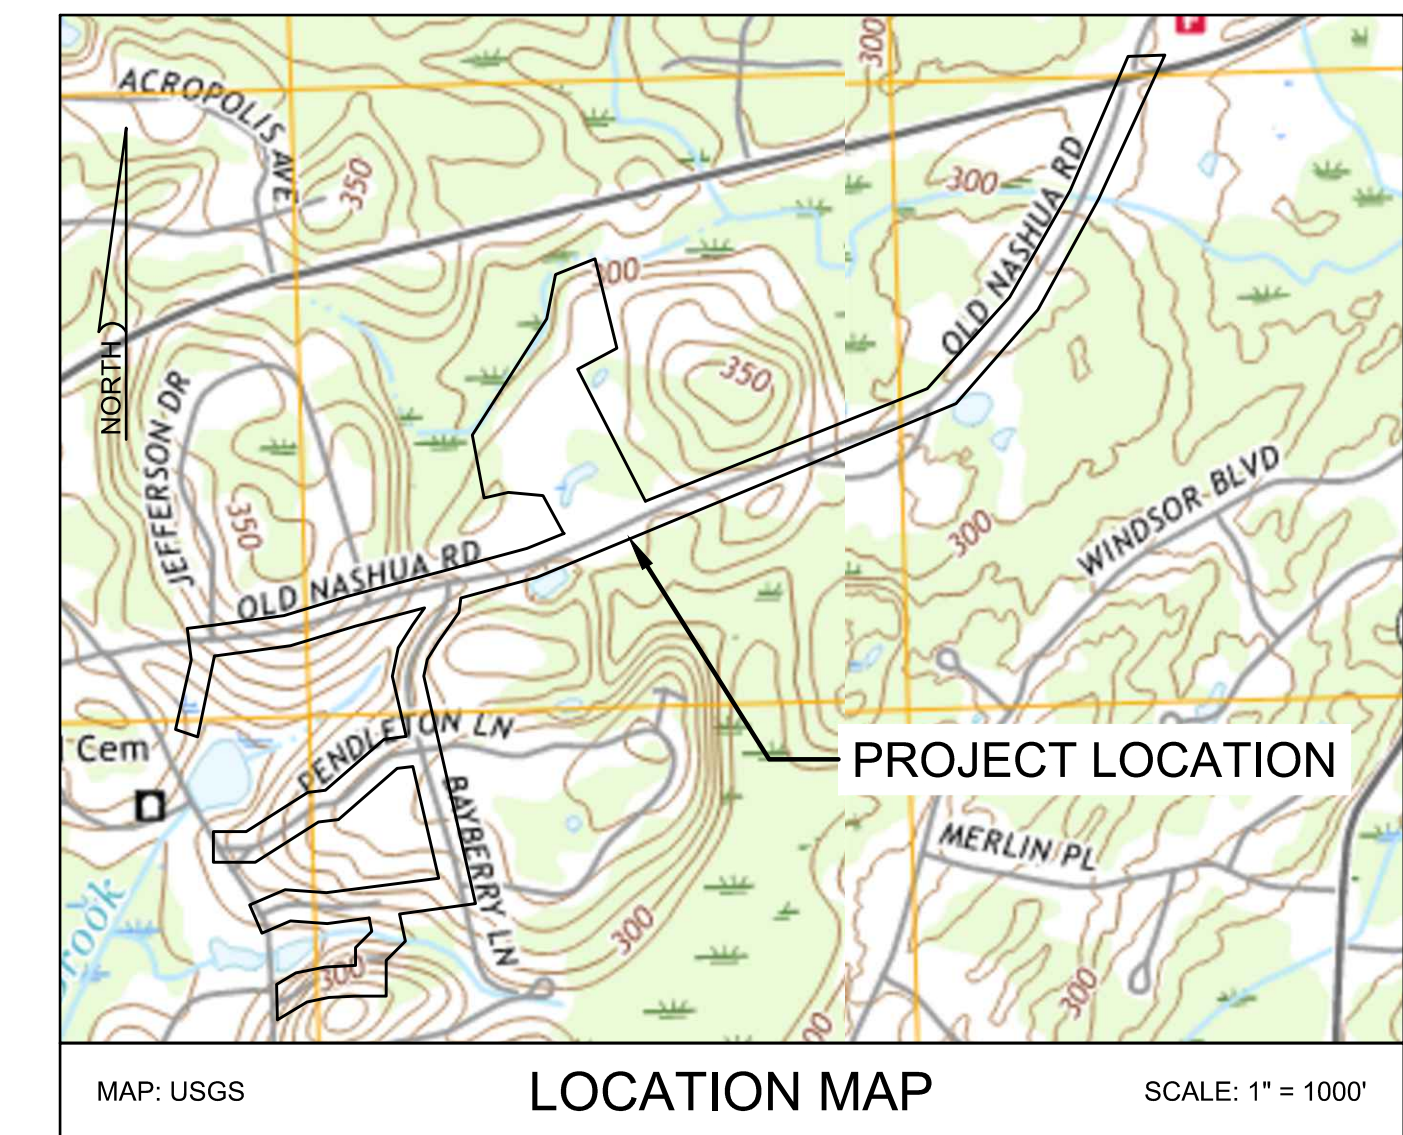 ACROPOLIS AVE
350
300
300
OLD NASHUA RD
300
350
NORTH
JEFFERSON DR
350
OLD NASHUA RD
WINDSOR BLVD
300
PENDLETON LN
Cem
PROJECT LOCATION
BAYBERRY LN
MERLIN PL
rook
300
300
300
00
MAP: USGS
LOCATION MAP
SCALE: 1" = 1000'